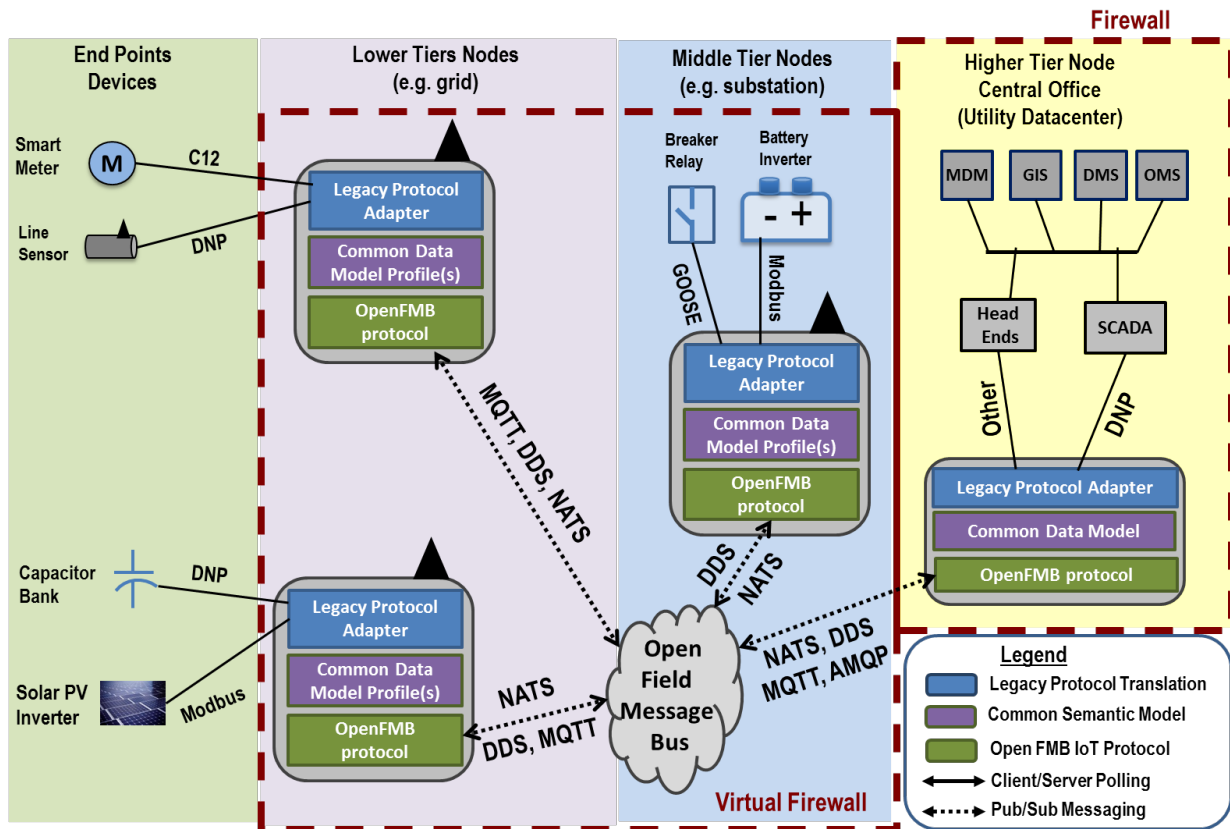 Firewall
End Points
Devices
Lower Tiers Nodes
(e.g. grid)
Middle Tier Nodes
(e.g. substation)
Higher Tier Node
Central Office
(Utility Datacenter)
Smart
Meter
M
C12
Line
Sensor
DNP
Legacy Protocol
Adapter
Common Data
Model Profile(s)
OpenFMB
protocol
Breaker
Relay
Battery
Inverter
- +
GOOSE
Modbus
Legacy Protocol
Adapter
Common Data
Model Profile(s)
OpenFMB
protocol
MDM
GIS
DMS
OMS
Head
Ends
SCADA
Other
DNP
Legacy Protocol Adapter
Common Data Model
OpenFMB protocol
MQTT, DDS, NATS
DDS
NATS
Capacitor
Bank
DNP
Solar PV
Inverter
Modbus
Legacy Protocol
Adapter
Common Data
Model Profile(s)
OpenFMB
protocol
NATS
DDS, MQTT
Open
Field
Message
Bus
NATS, DDS
MQTT, AMQP
Virtual Firewall
Legend
Legacy Protocol Translation
Common Semantic Model
Open FMB IoT Protocol
Client/Server Polling
Pub/Sub Messaging